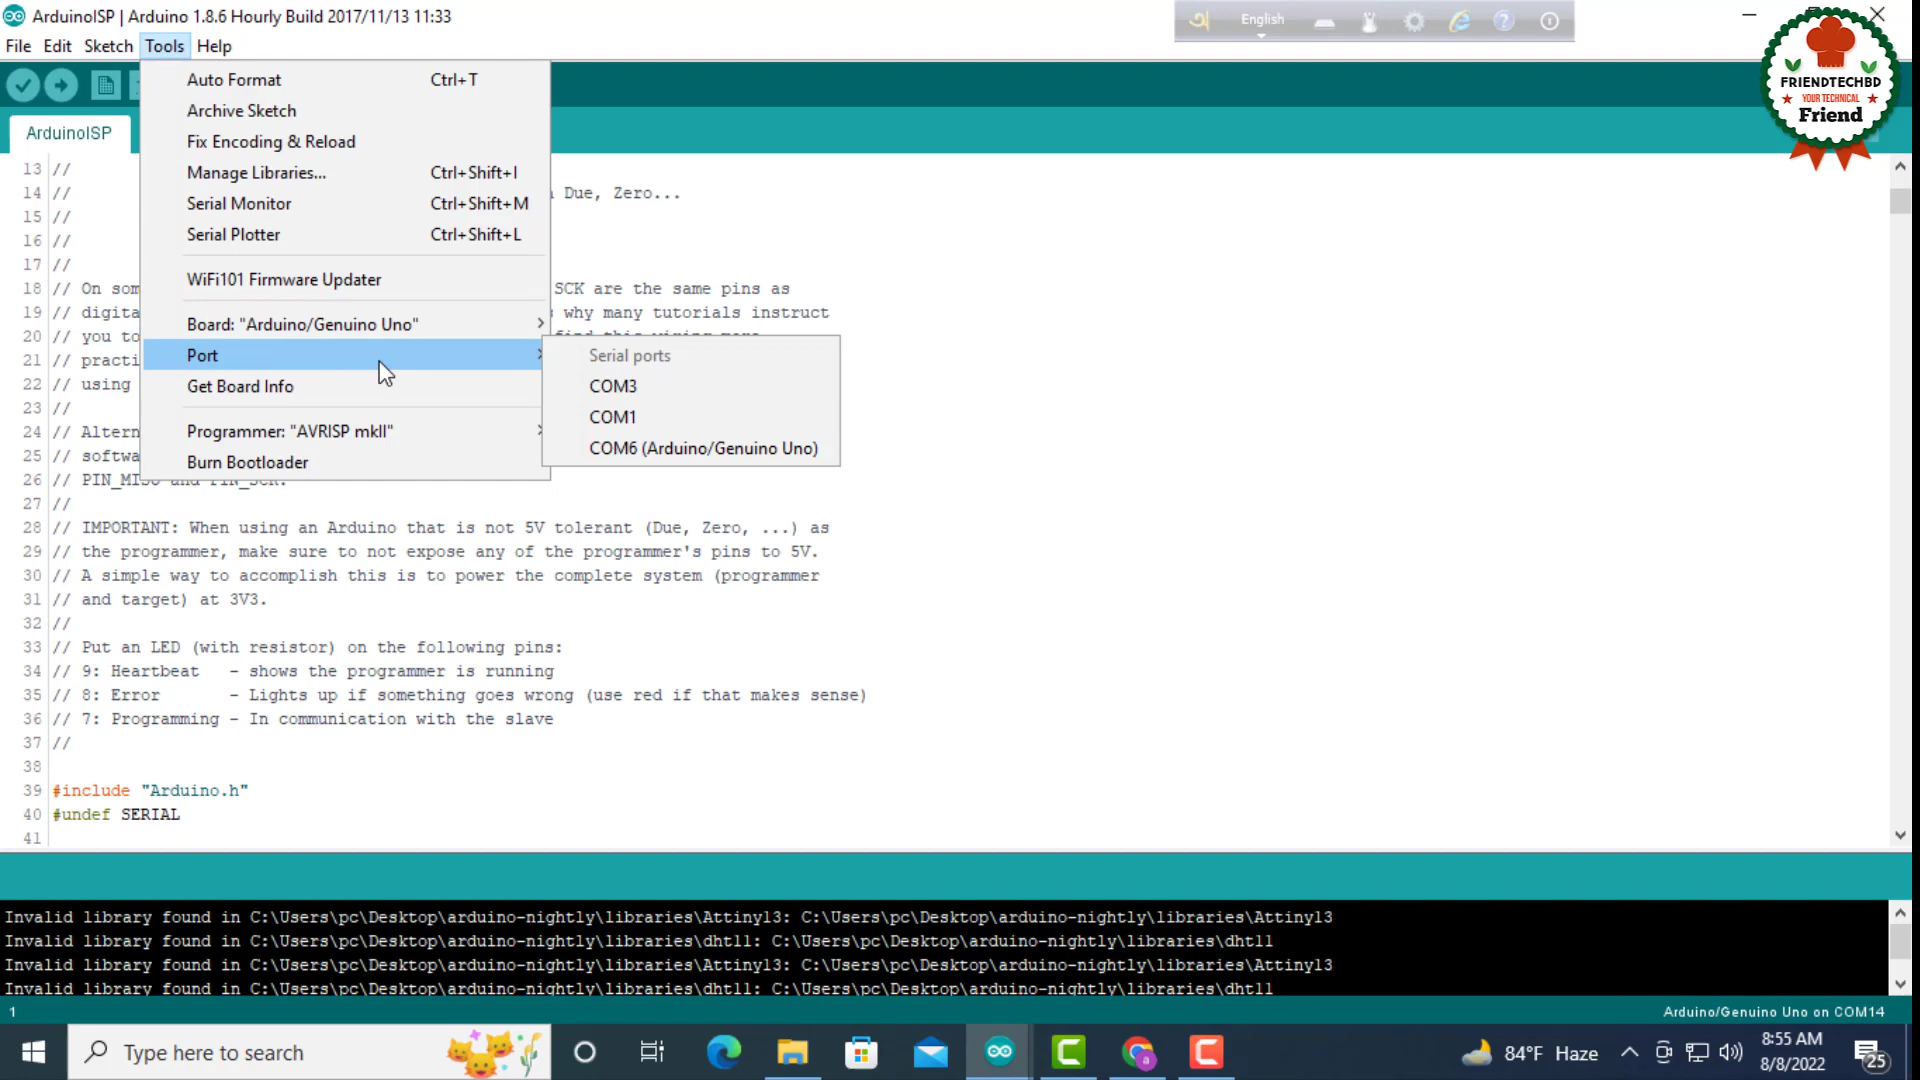 ArduinoISP | Arduino 1.8.6 Hourly Build 2017/11/13 11:33
English
File Edit Sketch Tools Help
Auto Format Ctrl+T
Archive Sketch
Fix Encoding & Reload
Manage Libraries... Ctrl+Shift+I
Serial Monitor Ctrl+Shift+M
Serial Plotter Ctrl+Shift+L
WiFi101 Firmware Updater
Board: "Arduino/Genuino Uno"
Port
Get Board Info
Programmer: "AVRISP mkII"
Burn Bootloader
Serial ports
COM3
COM1
COM6 (Arduino/Genuino Uno)
FRIENDTECHBD
YOUR TECHNICAL
Friend
ArduinoISP
13 //
14 // Due, Zero...
15 //
16 //
17 //
18 // On som SCK are the same pins as
19 // digita why many tutorials instruct
20 // you to
21 // practi
22 // using
23 //
24 // Altern
25 // softwa
26 // PIN_MISO and PIN_SCK.
27 //
28 // IMPORTANT: When using an Arduino that is not 5V tolerant (Due, Zero, ...) as
29 // the programmer, make sure to not expose any of the programmer's pins to 5V.
30 // A simple way to accomplish this is to power the complete system (programmer
31 // and target) at 3V3.
32 //
33 // Put an LED (with resistor) on the following pins:
34 // 9: Heartbeat - shows the programmer is running
35 // 8: Error - Lights up if something goes wrong (use red if that makes sense)
36 // 7: Programming - In communication with the slave
37 //
38
39 #include "Arduino.h"
40 #undef SERIAL
41
Invalid library found in C:\Users\pc\Desktop\arduino-nightly\libraries\Attiny13: C:\Users\pc\Desktop\arduino-nightly\libraries\Attiny13
Invalid library found in C:\Users\pc\Desktop\arduino-nightly\libraries\dht11: C:\Users\pc\Desktop\arduino-nightly\libraries\dht11
Invalid library found in C:\Users\pc\Desktop\arduino-nightly\libraries\Attiny13: C:\Users\pc\Desktop\arduino-nightly\libraries\Attiny13
Invalid library found in C:\Users\pc\Desktop\arduino-nightly\libraries\dht11: C:\Users\pc\Desktop\arduino-nightly\libraries\dht11
1 Arduino/Genuino Uno on COM14
Type here to search
84°F Haze
8:55 AM
8/8/2022
25